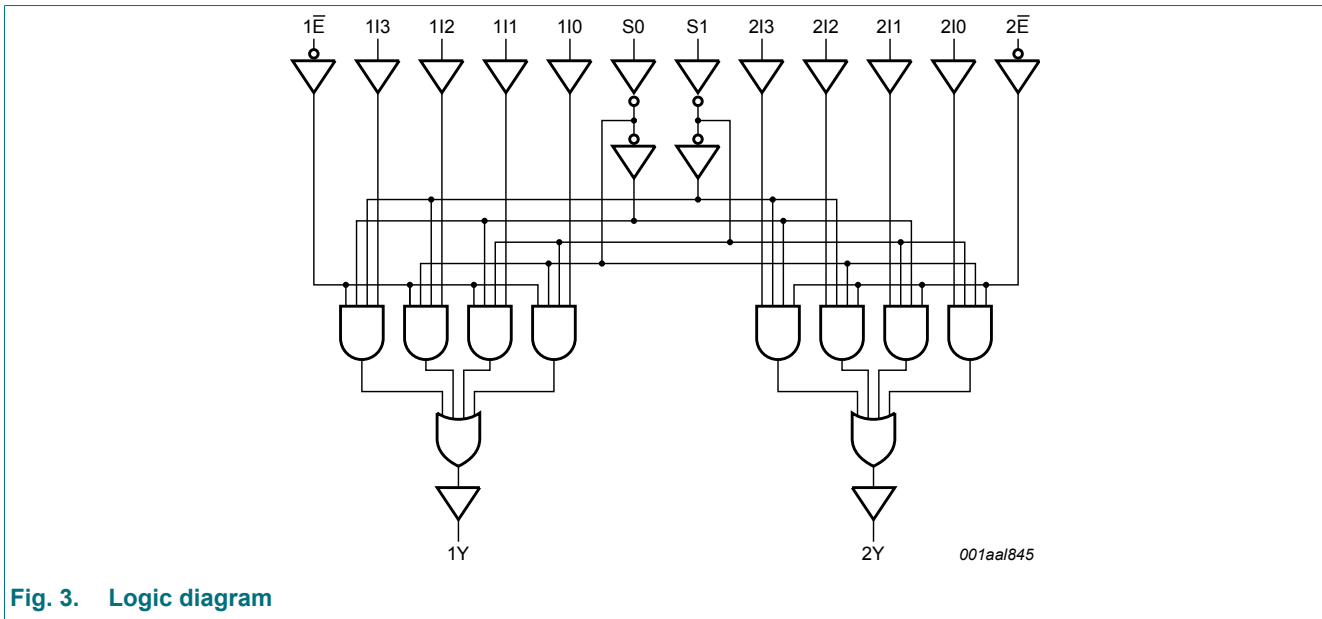 1E̅ 1I3 1I2 1I1 1I0 S0 S1 2I3 2I2 2I1 2I0 2E̅
1Y 2Y 001aal845
Fig. 3. Logic diagram